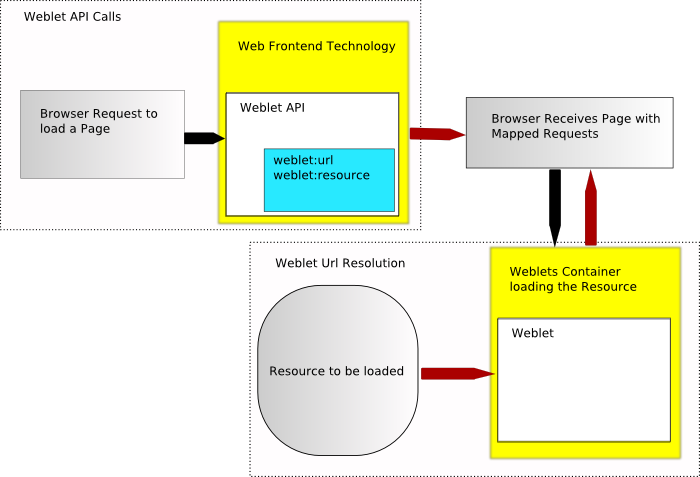 Weblet API Calls
Web Frontend Technology
Browser Request to
load a Page
Weblet API
weblet:url
weblet:resource
Browser Receives Page with
Mapped Requests
Weblet Url Resolution
Weblets Container
loading the Resource
Weblet
Resource to be loaded